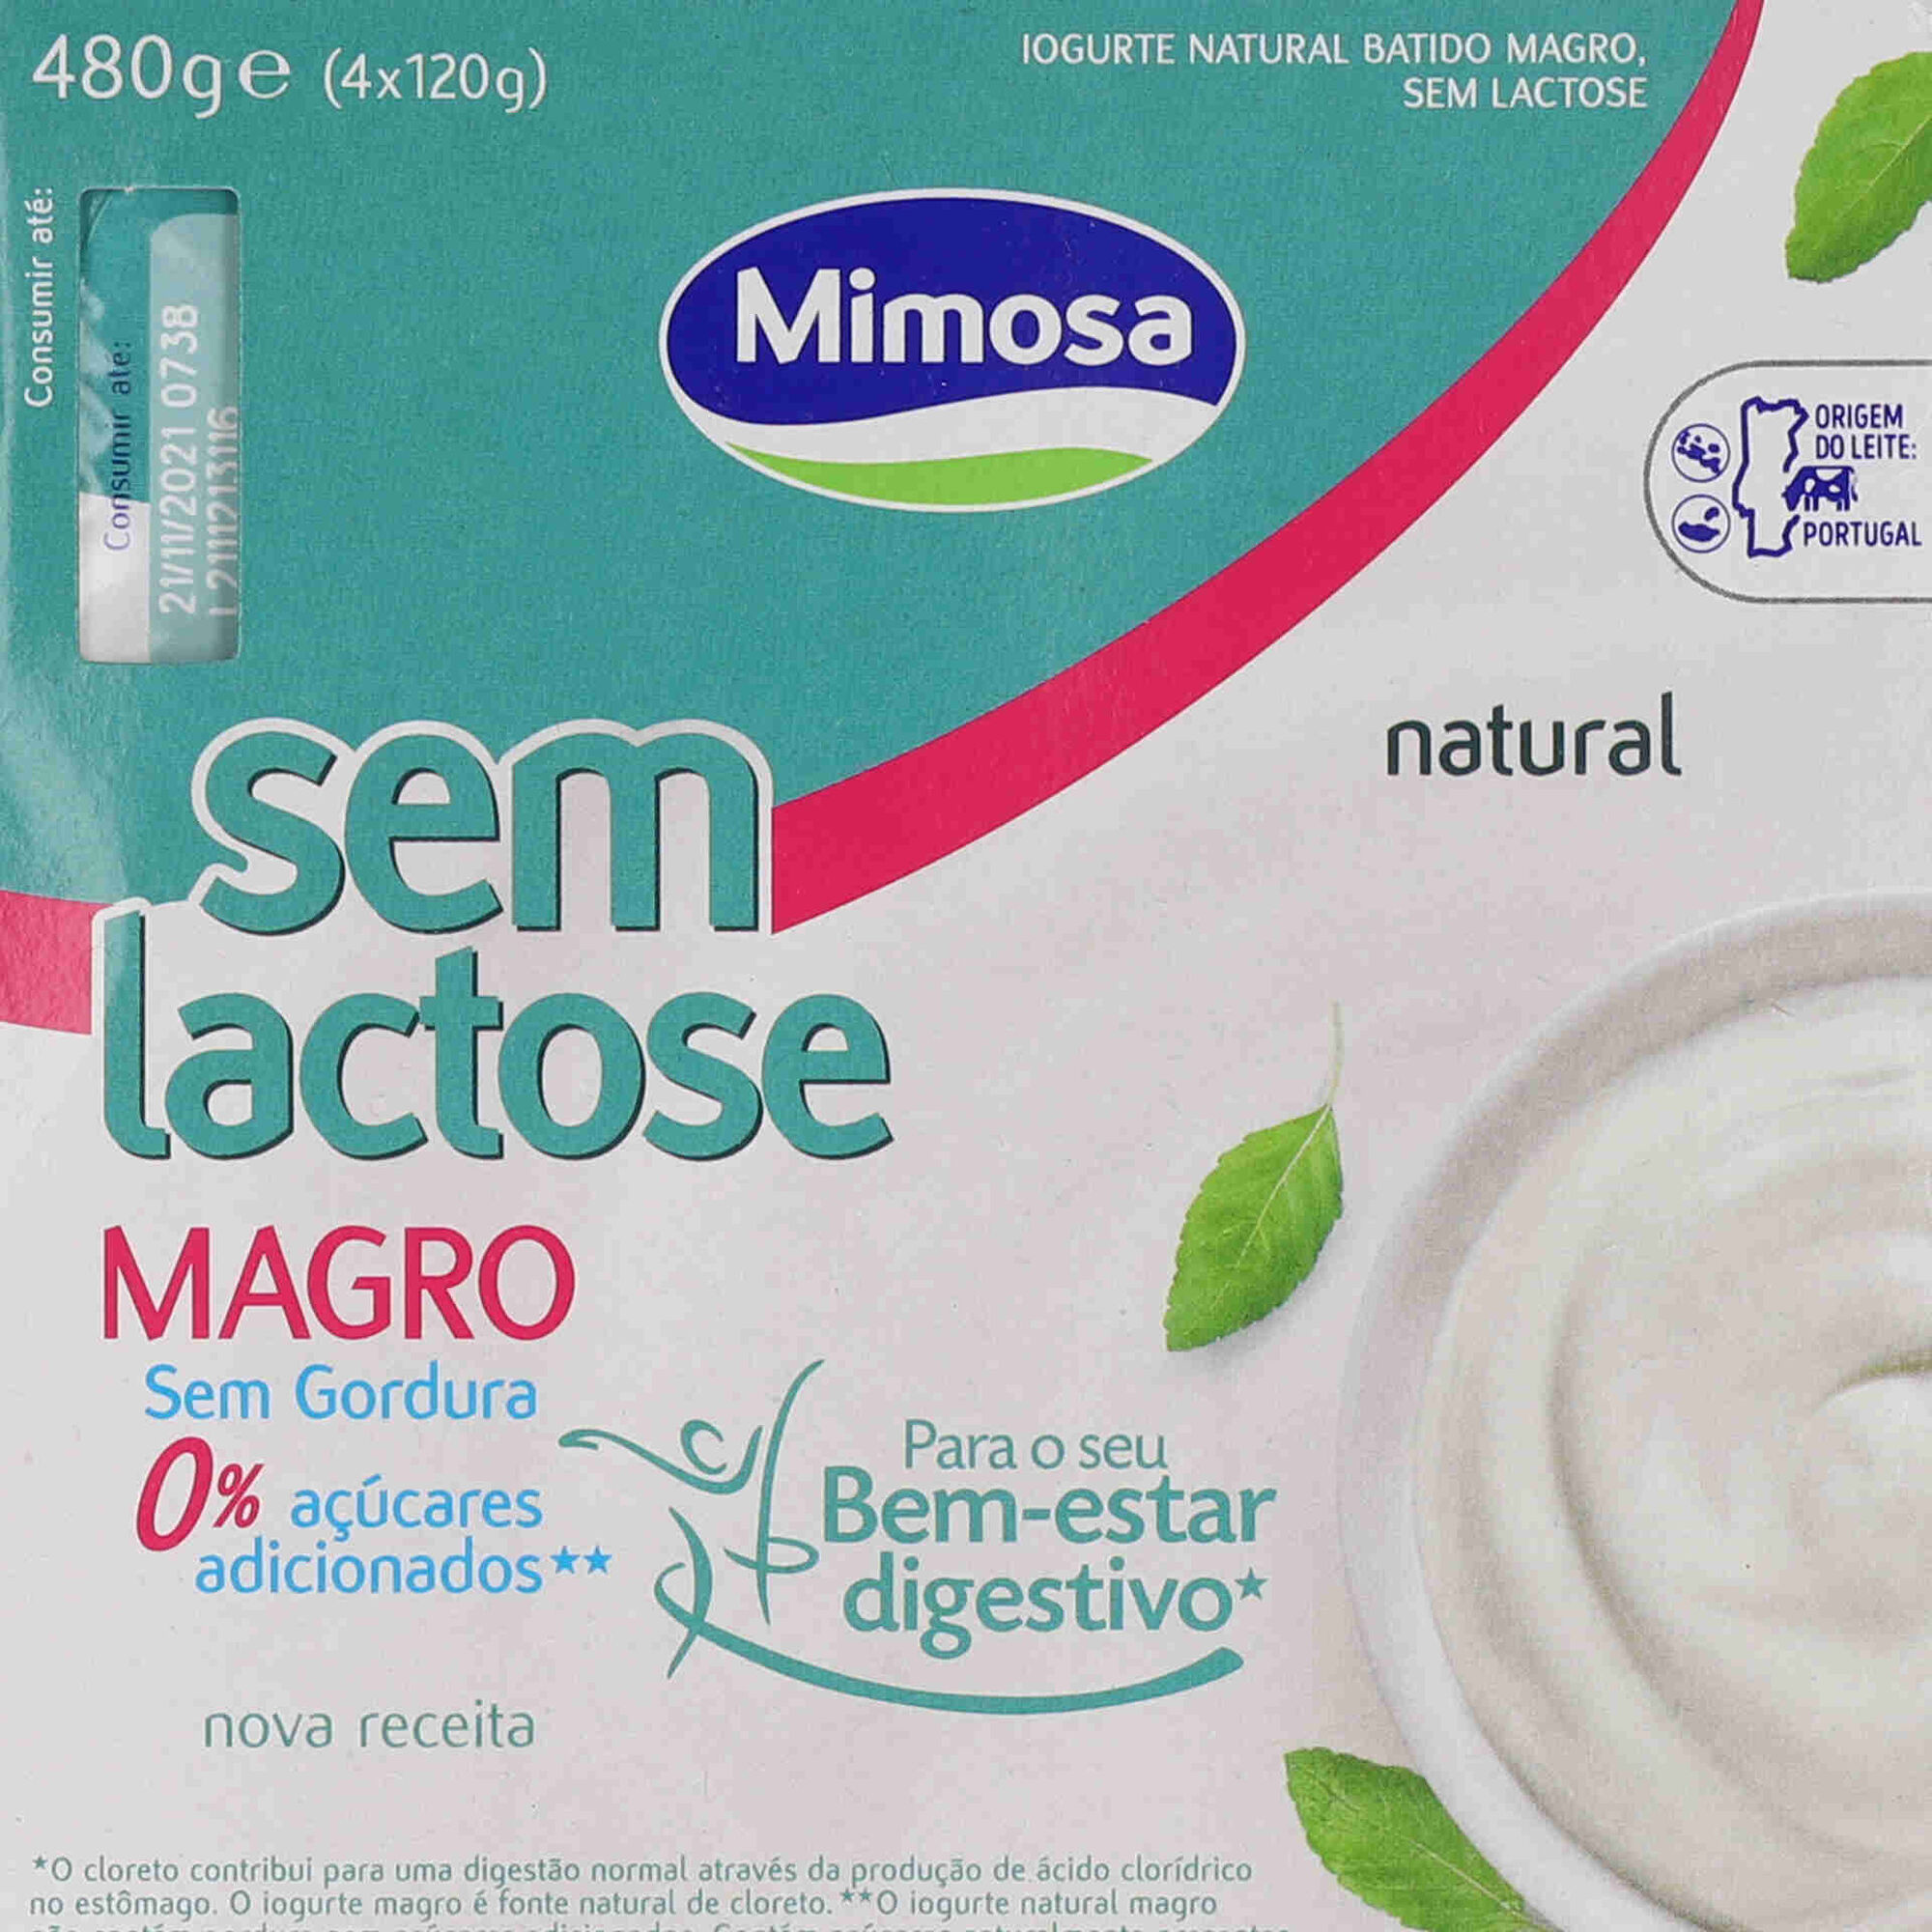 480g e (4x120g)
IOGURTE NATURAL BATIDO MAGRO,
SEM LACTOSE
Consumir até:
Consumir até:
21/11/2021 073B
L 2111213116
Mimosa
ORIGEM
DO LEITE:
PORTUGAL
natural
sem
lactose
MAGRO
Sem Gordura
0% açúcares
adicionados**
Para o seu
Bem-estar
digestivo*
nova receita
*O cloreto contribui para uma digestão normal através da produção de ácido clorídrico
no estômago. O iogurte magro é fonte natural de cloreto. **O iogurte natural magro